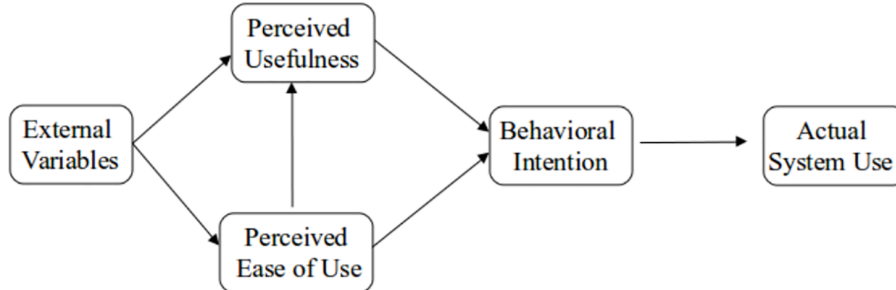 Perceived
Usefulness
External
Variables
Behavioral
Intention
Actual
System Use
Perceived
Ease of Use